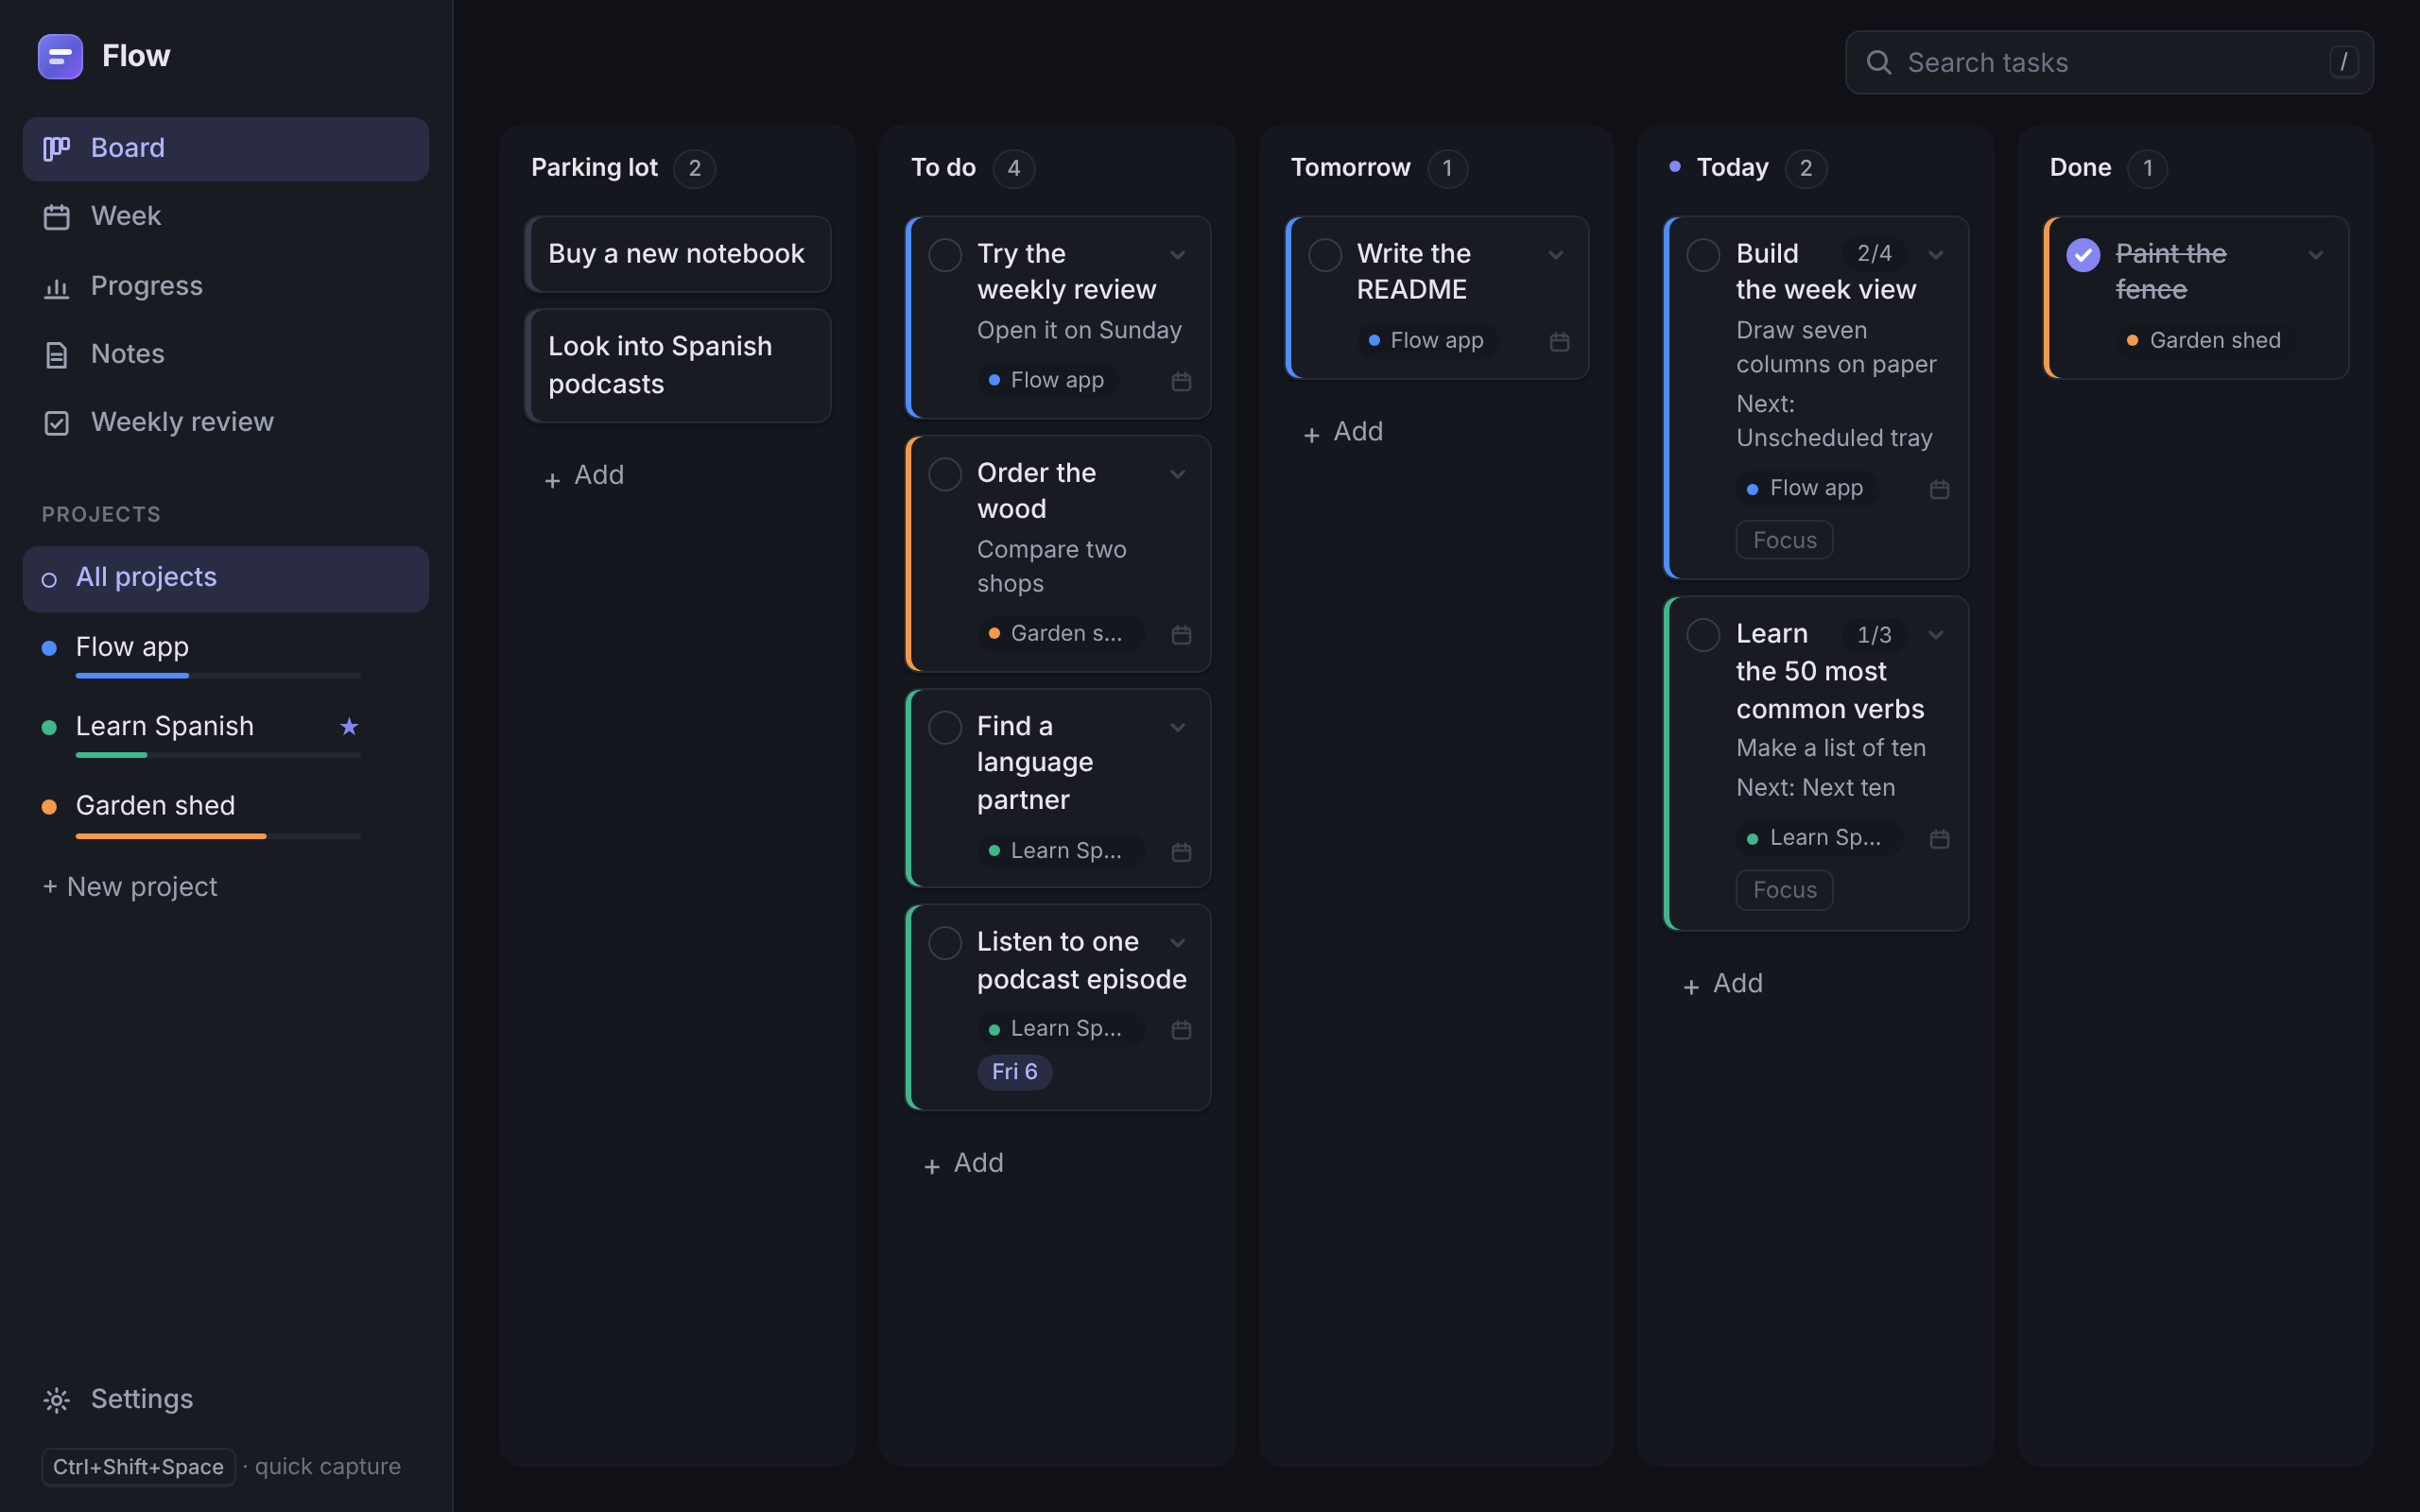 Flow
Board
Week
Progress
Notes
Weekly review
PROJECTS
All projects
Flow app
Learn Spanish
Garden shed
+ New project
Settings
Ctrl+Shift+Space · quick capture
Search tasks /
Parking lot 2
Buy a new notebook
Look into Spanish
podcasts
+ Add
To do 4
Try the
weekly review
Open it on Sunday
Flow app
Order the
wood
Compare two
shops
Garden s...
Find a
language
partner
Learn Sp...
Listen to one
podcast episode
Learn Sp...
Fri 6
+ Add
Tomorrow 1
Write the
README
Flow app
+ Add
Today 2
Build 2/4
the week view
Draw seven
columns on paper
Next:
Unscheduled tray
Flow app
Focus
Learn 1/3
the 50 most
common verbs
Make a list of ten
Next: Next ten
Learn Sp...
Focus
+ Add
Done 1
Paint the
fence
Garden shed